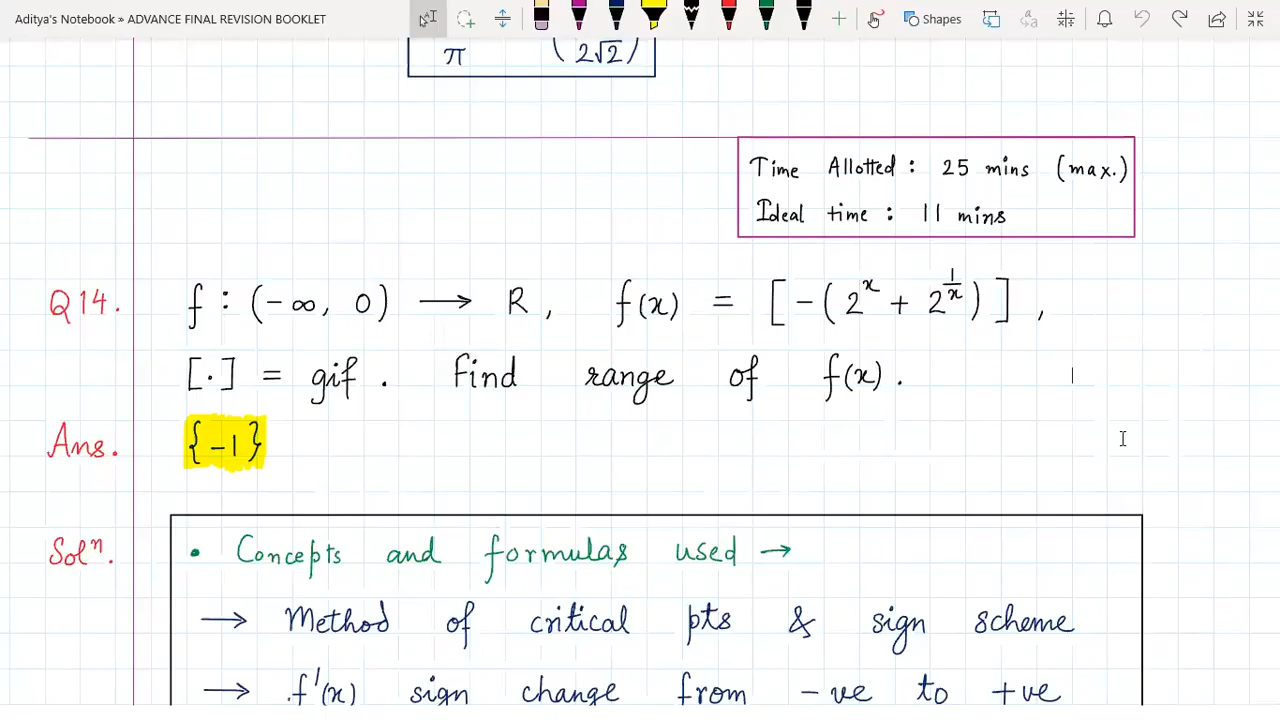 Aditya's Notebook » ADVANCE FINAL REVISION BOOKLET
Shapes
π (2√2)
Time Allotted : 25 mins (max.)
Ideal time : 11 mins
Q14. f : (-∞, 0) → R, f(x) = [-(2^x + 2^{1/x})],
[·] = gif. Find range of f(x).
Ans. {-1}
Solⁿ.
• Concepts and formulas used →
→ Method of critical pts & sign scheme
→ f'(x) sign change from -ve to +ve